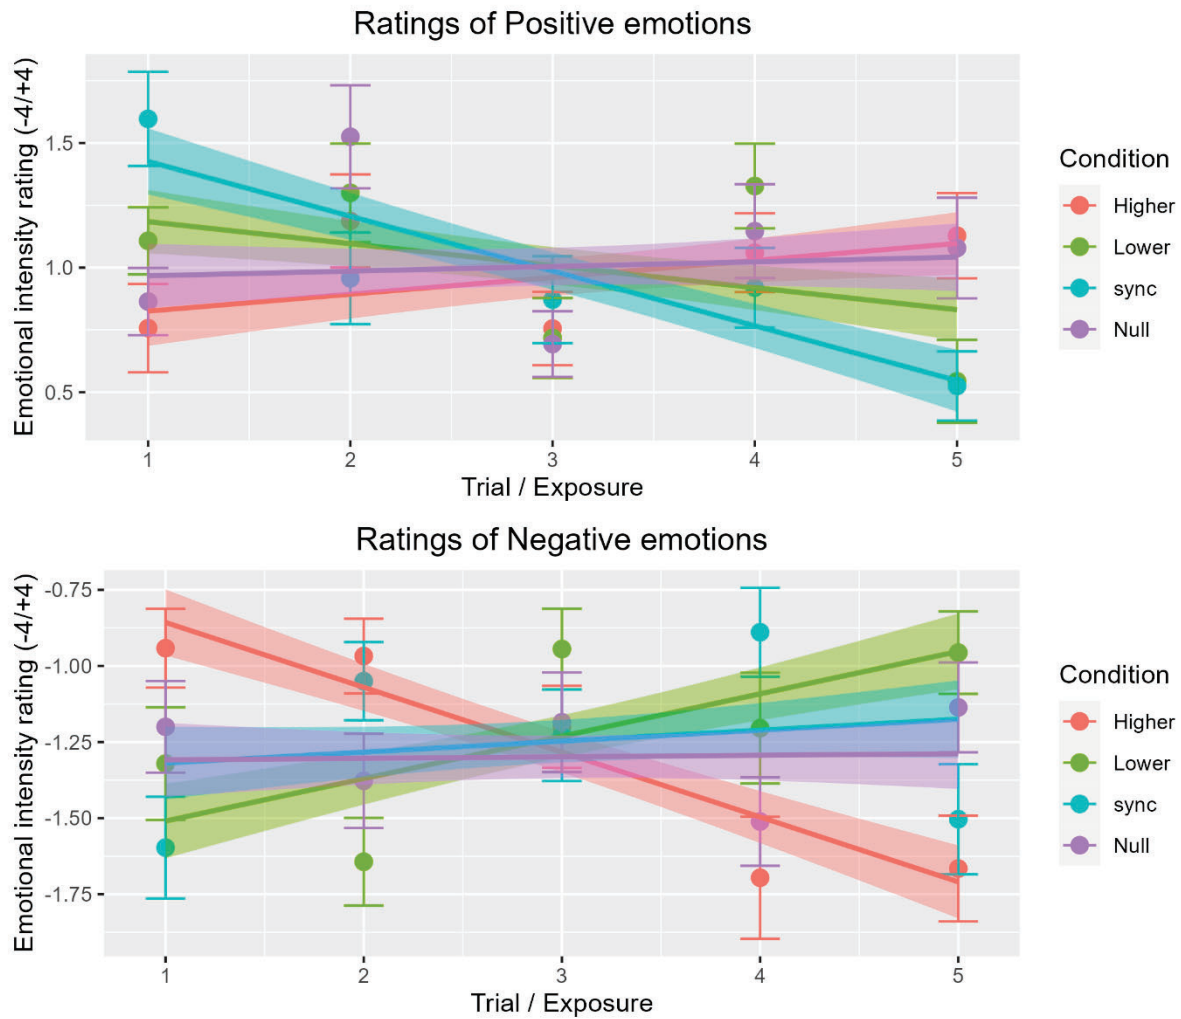 Ratings of Positive emotions
Emotional intensity rating (-4/+4)
1.5
1.0
0.5
1 2 3 4 5
Trial / Exposure
Condition
Higher
Lower
sync
Null
Ratings of Negative emotions
Emotional intensity rating (-4/+4)
-0.75
-1.00
-1.25
-1.50
-1.75
1 2 3 4 5
Trial / Exposure
Condition
Higher
Lower
sync
Null